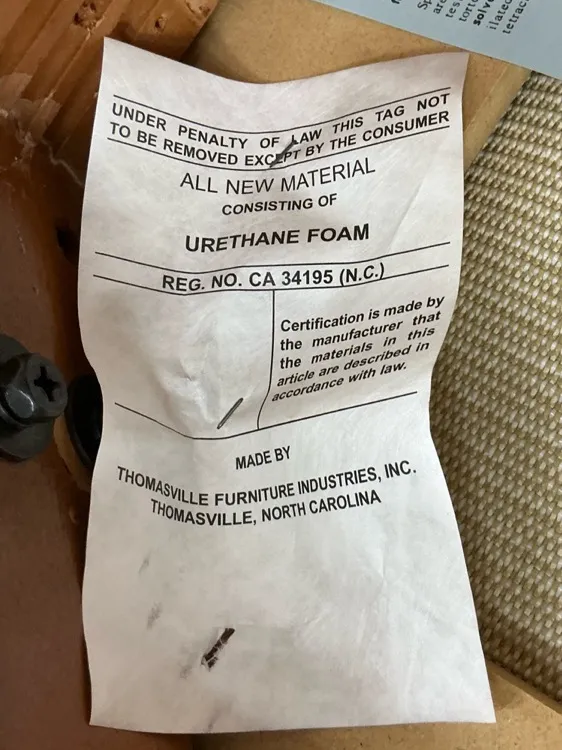 UNDER PENALTY OF LAW THIS TAG NOT
TO BE REMOVED EXCEPT BY THE CONSUMER
ALL NEW MATERIAL
CONSISTING OF
URETHANE FOAM
REG. NO. CA 34195 (N.C.)
Certification is made by
the manufacturer that
the materials in this
article are described in
accordance with law.
MADE BY
THOMASVILLE FURNITURE INDUSTRIES, INC.
THOMASVILLE, NORTH CAROLINA